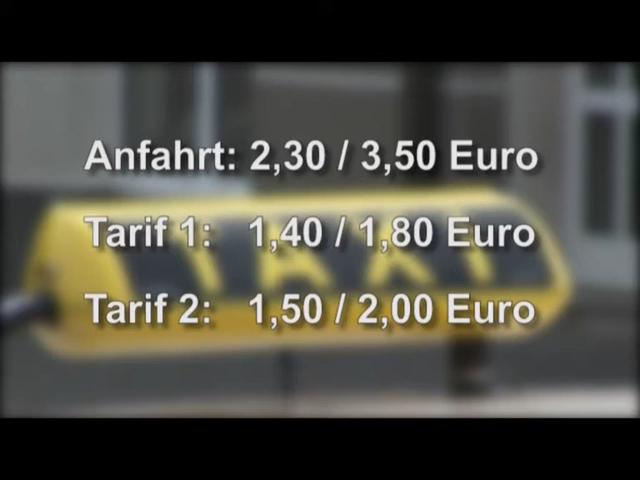 Anfahrt: 2,30 / 3,50 Euro
TAXI
Tarif 1: 1,40 / 1,80 Euro
Tarif 2: 1,50 / 2,00 Euro